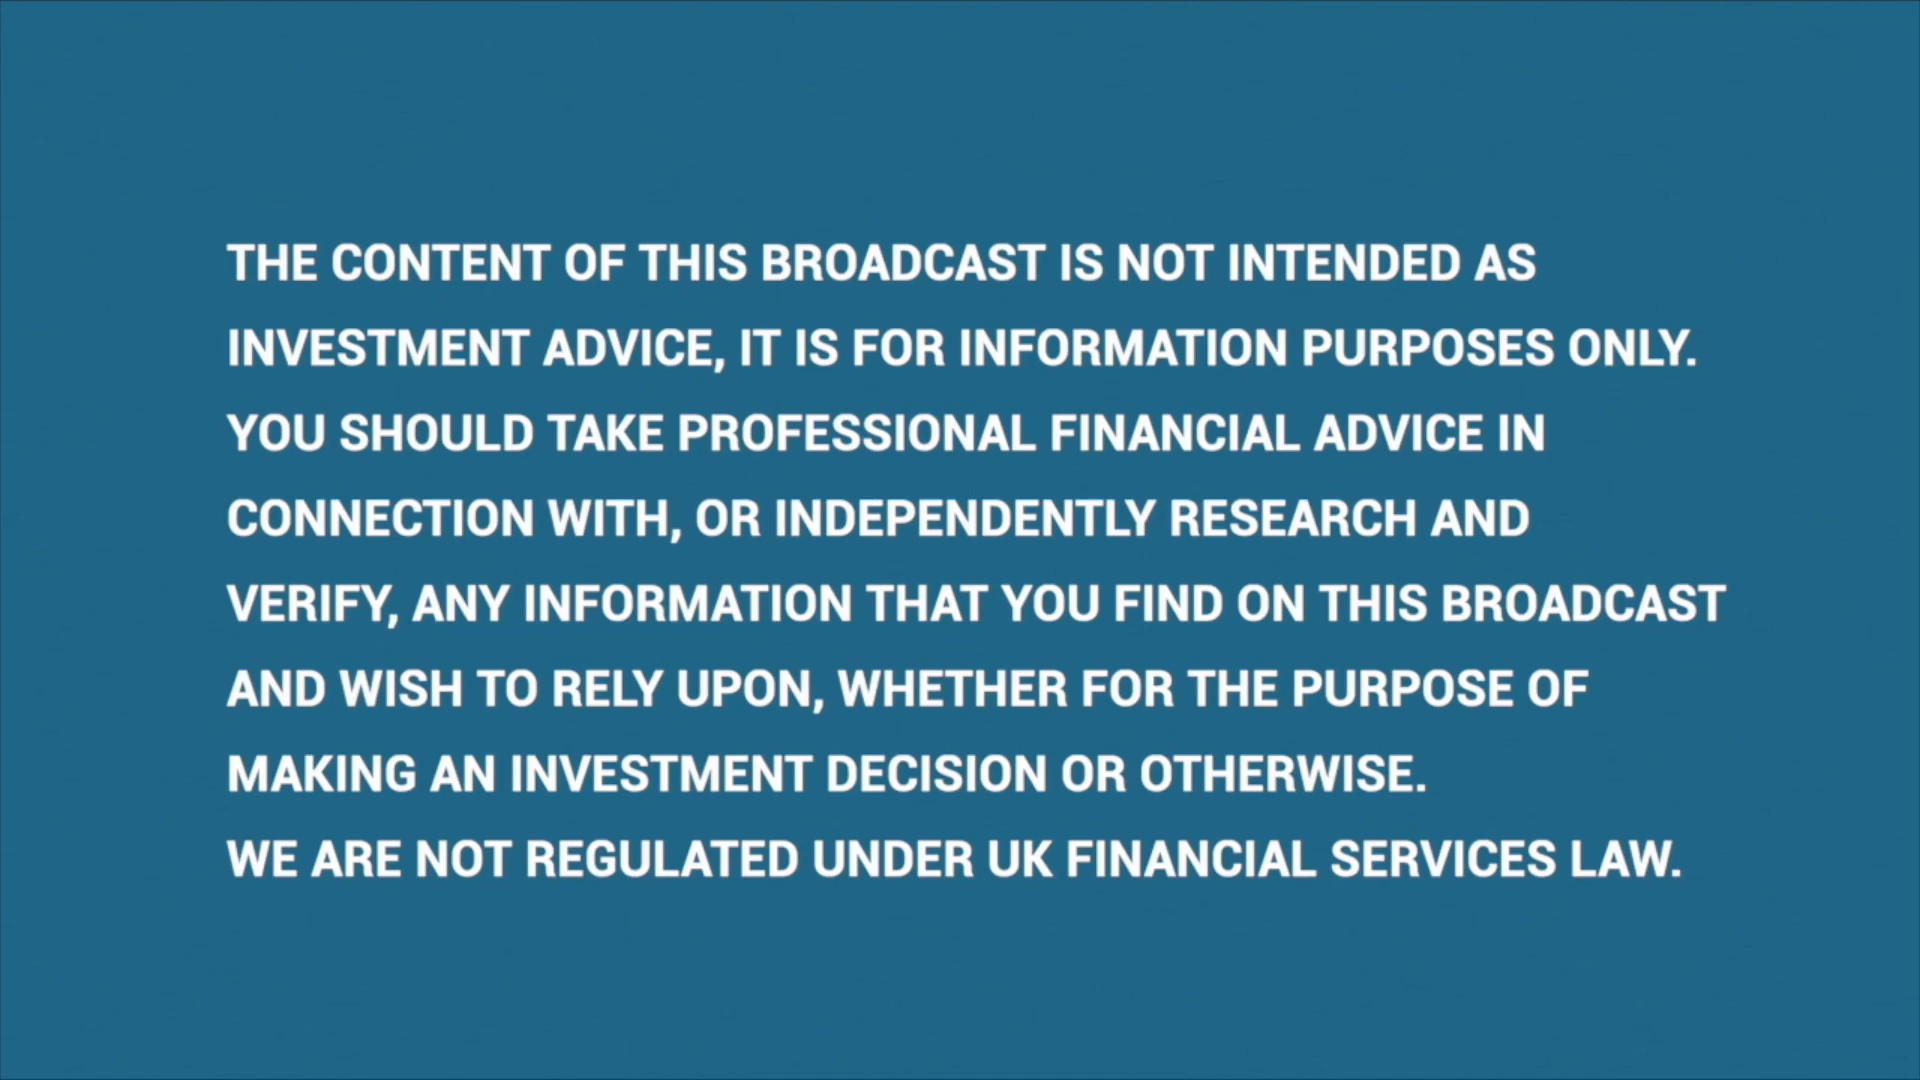 THE CONTENT OF THIS BROADCAST IS NOT INTENDED AS
INVESTMENT ADVICE, IT IS FOR INFORMATION PURPOSES ONLY.
YOU SHOULD TAKE PROFESSIONAL FINANCIAL ADVICE IN
CONNECTION WITH, OR INDEPENDENTLY RESEARCH AND
VERIFY, ANY INFORMATION THAT YOU FIND ON THIS BROADCAST
AND WISH TO RELY UPON, WHETHER FOR THE PURPOSE OF
MAKING AN INVESTMENT DECISION OR OTHERWISE.
WE ARE NOT REGULATED UNDER UK FINANCIAL SERVICES LAW.